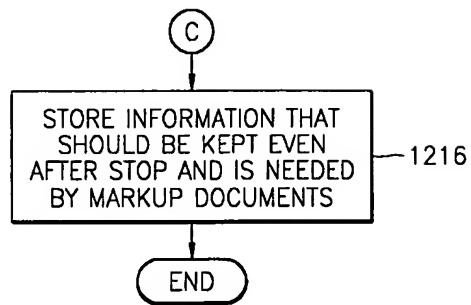 C
STORE INFORMATION THAT
SHOULD BE KEPT EVEN
AFTER STOP AND IS NEEDED
BY MARKUP DOCUMENTS
1216
END